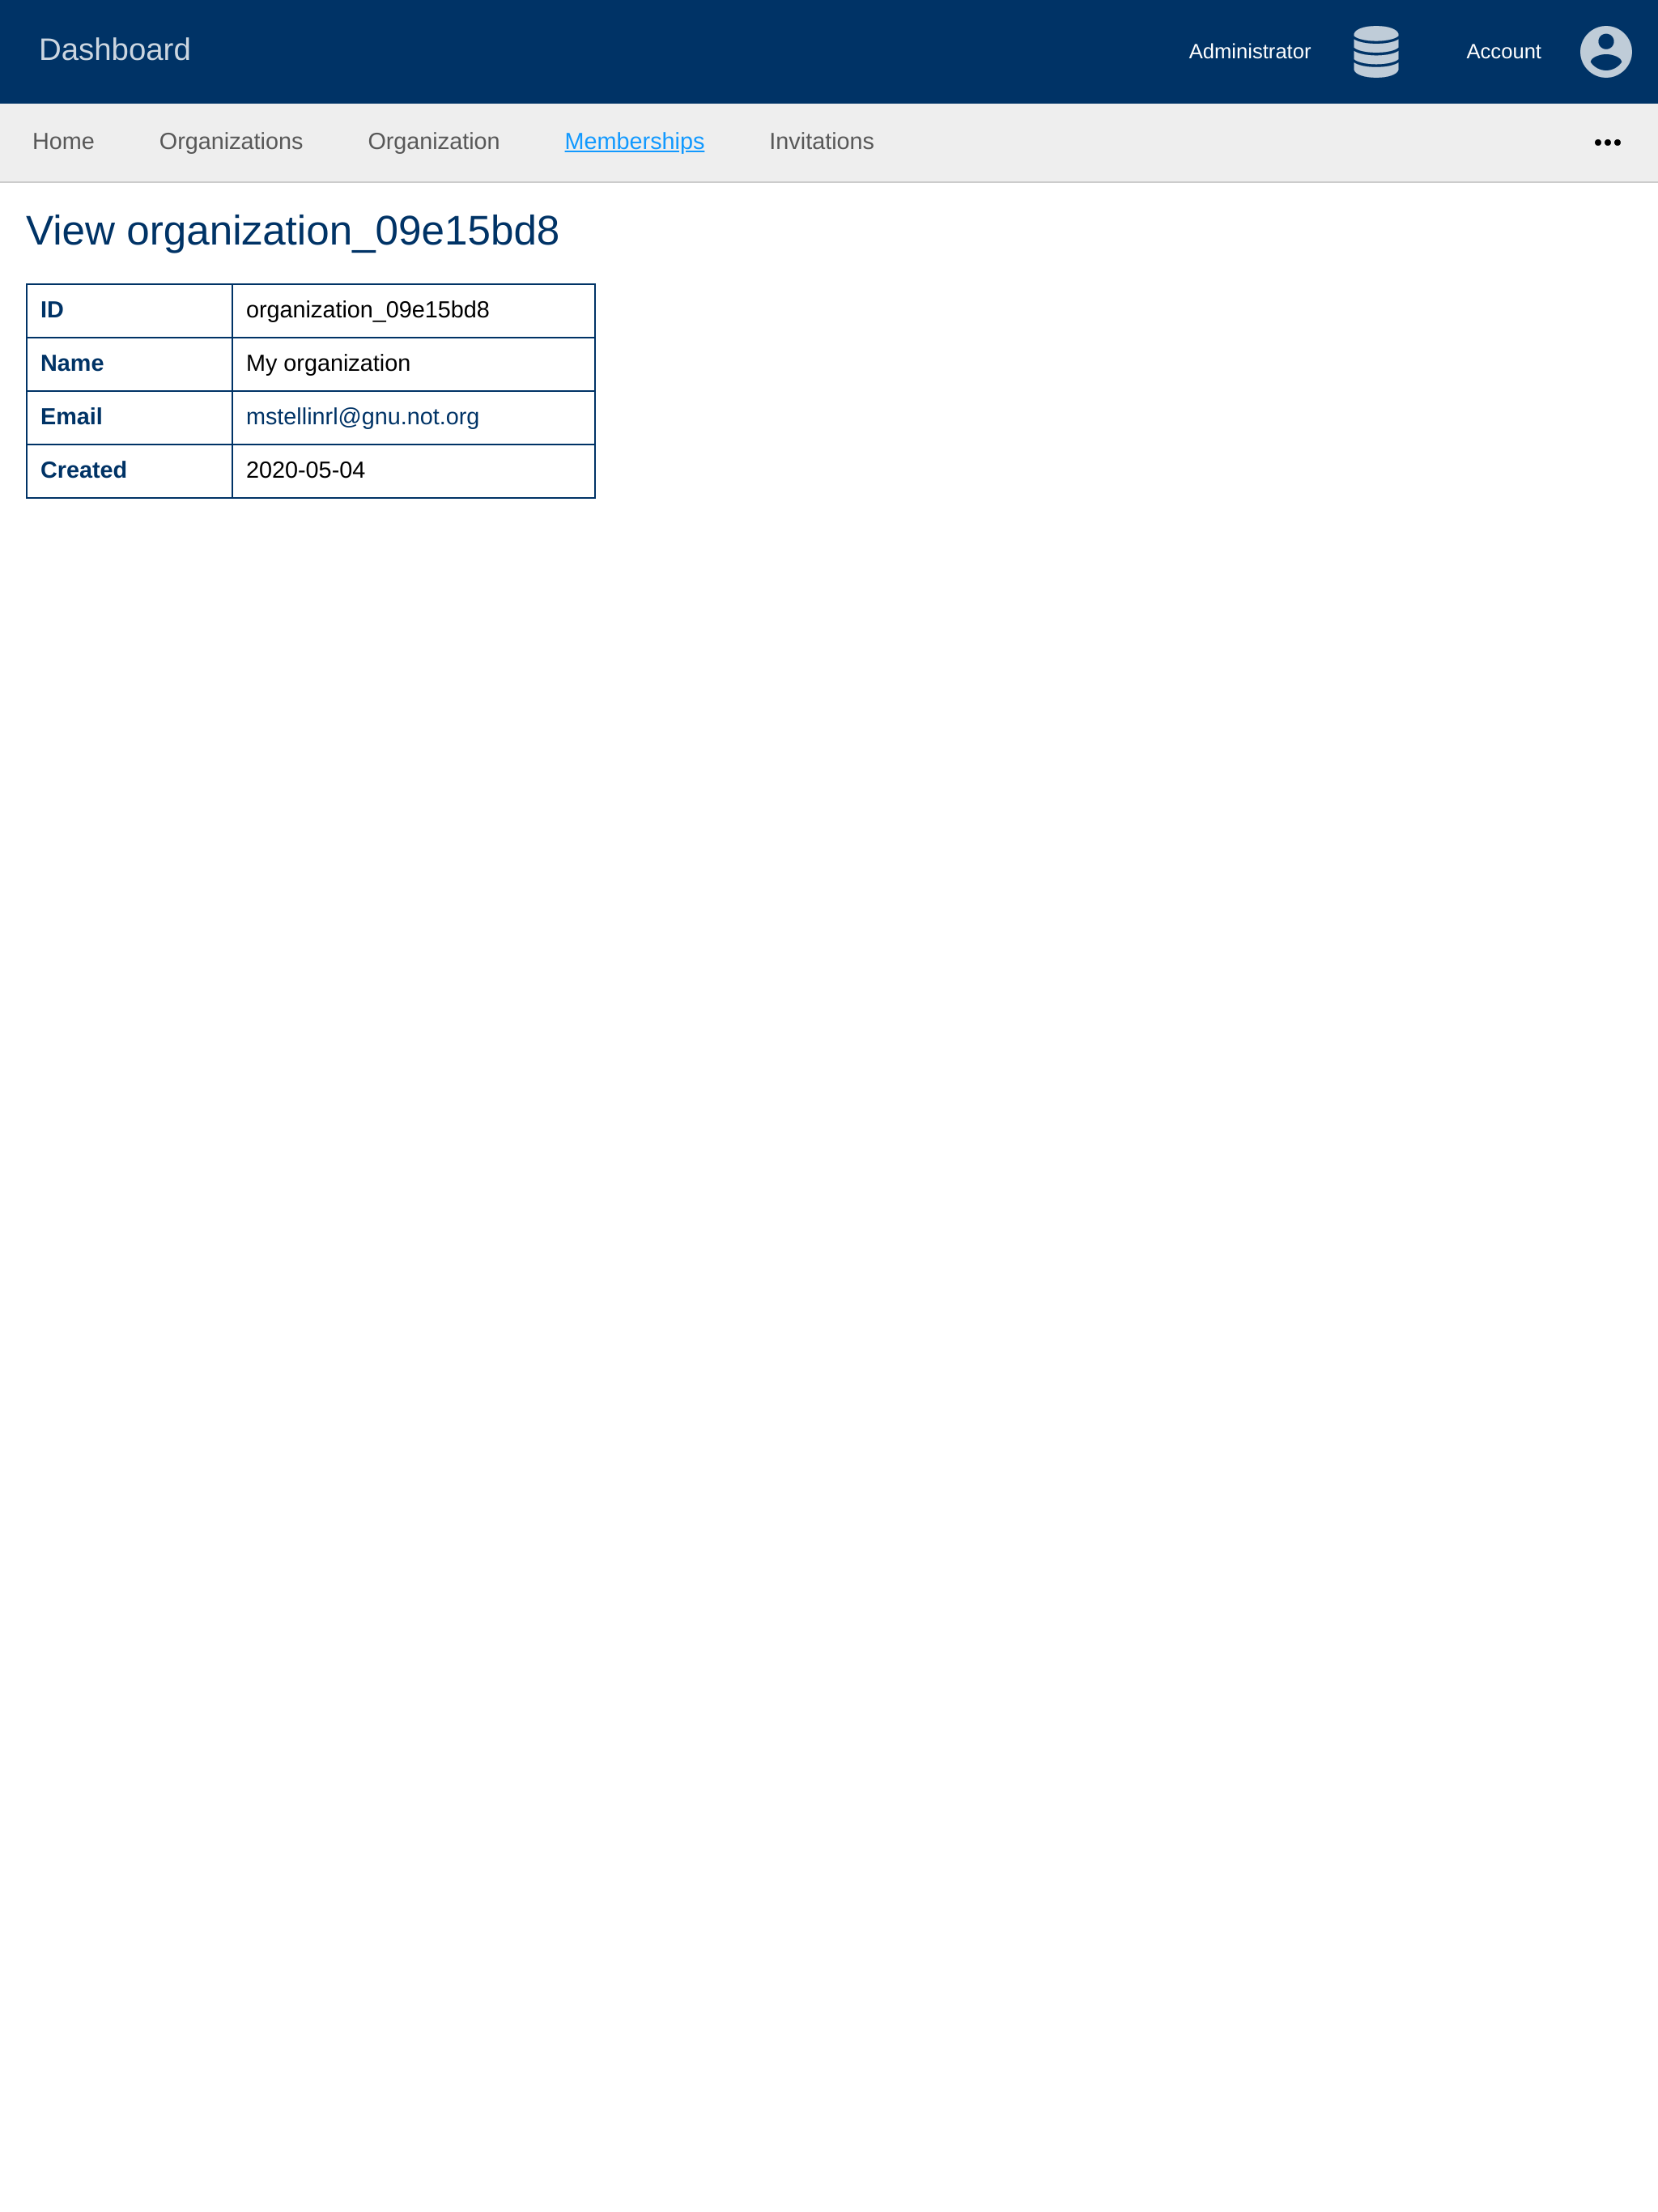 Dashboard
Administrator
Account
Home Organizations Organization Memberships Invitations
View organization_09e15bd8
ID organization_09e15bd8
Name My organization
Email mstellinrl@gnu.not.org
Created 2020-05-04